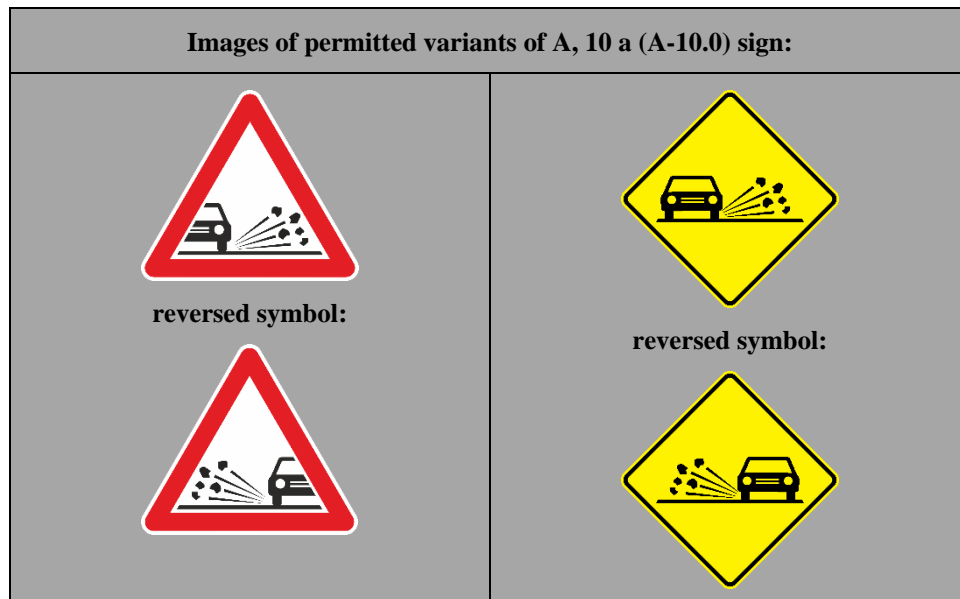 Images of permitted variants of A, 10 a (A-10.0) sign:
reversed symbol:
reversed symbol: